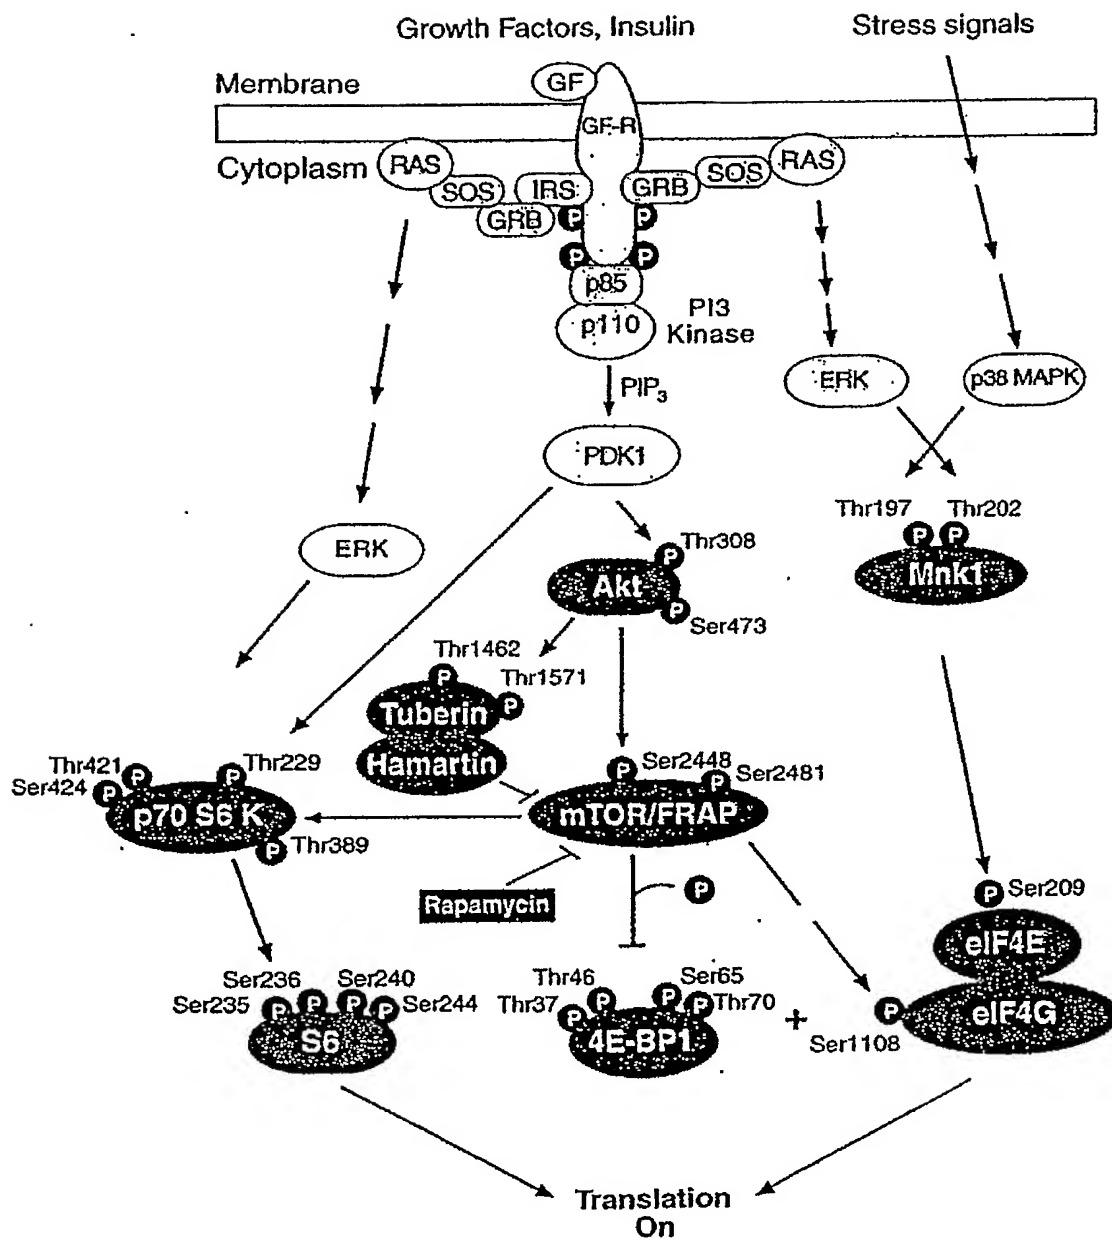 Growth Factors, Insulin
Stress signals
Membrane
GF
GF-R
Cytoplasm
RAS
SOS
IRS
GRB
GRB
SOS
RAS
P
P
P
P
p85
p110
PI3
Kinase
PIP3
ERK
p38 MAPK
PDK1
Thr197
Thr202
P
P
Mnk1
ERK
Thr308
P
Akt
P
Ser473
Thr1462
Thr1571
P
P
Tuberin
Hamartin
Thr421
Ser424
P
P
P
Thr229
p70 S6 K
P
Thr389
Ser2448
Ser2481
P
P
mTOR/FRAP
Rapamycin
P
P
Ser209
eIF4E
eIF4G
P
Ser1108
Ser236
Ser240
Ser235
Ser244
P
P
P
P
S6
Thr46
Ser65
Thr37
Thr70
P
P
P
P
4E-BP1
+
Translation
On